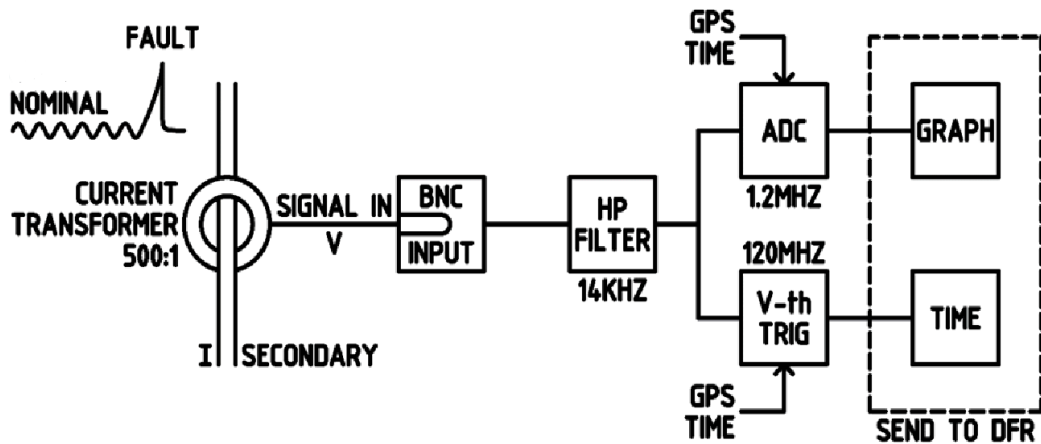 FAULT
NOMINAL
CURRENT
TRANSFORMER
500:1
I SECONDARY
SIGNAL IN
V
BNC
INPUT
HP
FILTER
14KHZ
GPS
TIME
ADC
1.2MHZ
GRAPH
120MHZ
V-th
TRIG
TIME
GPS
TIME
SEND TO DFR